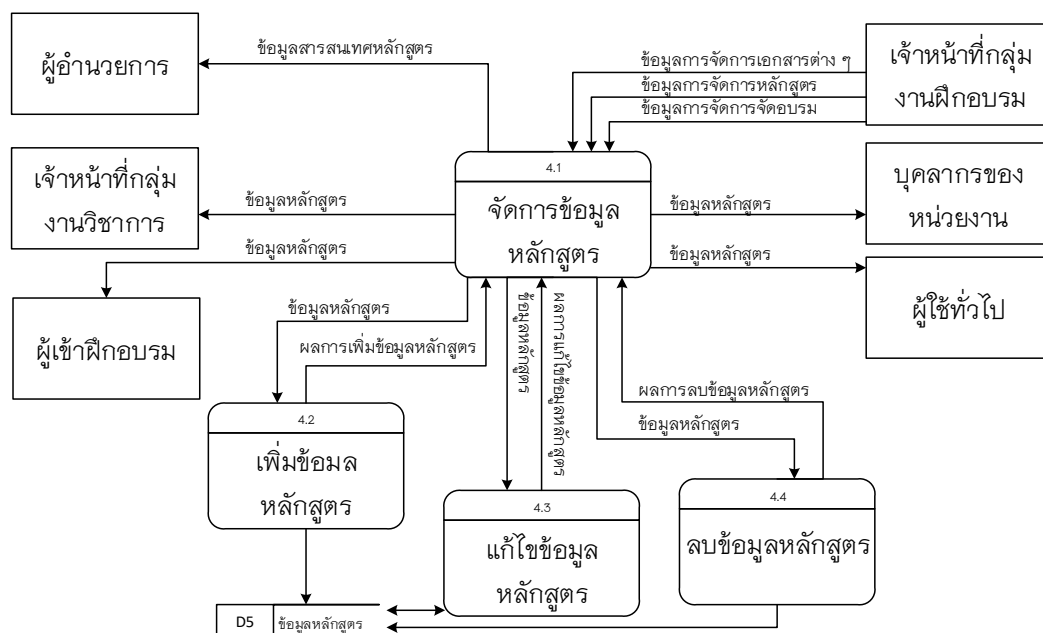 ผู้อำนวยการ
ข้อมูลสารสนเทศหลักสูตร
ข้อมูลการจัดการเอกสารต่าง ๆ
ข้อมูลการจัดการหลักสูตร
ข้อมูลการจัดการจัดอบรม
เจ้าหน้าที่กลุ่ม
งานฝึกอบรม
4.1
จัดการข้อมูล
หลักสูตร
เจ้าหน้าที่กลุ่ม
งานวิชาการ
ข้อมูลหลักสูตร
ข้อมูลหลักสูตร
บุคลากรของ
หน่วยงาน
ข้อมูลหลักสูตร
ข้อมูลหลักสูตร
ผู้เข้าฝึกอบรม
ผู้ใช้ทั่วไป
ข้อมูลหลักสูตร
ผลการเพิ่มข้อมูลหลักสูตร
ข้อมูลหลักสูตร
ผลการแก้ไขข้อมูลหลักสูตร
ผลการลบข้อมูลหลักสูตร
ข้อมูลหลักสูตร
4.2
เพิ่มข้อมล
หลักสูตร
4.3
แก้ไขข้อมูล
หลักสูตร
4.4
ลบข้อมูลหลักสูตร
D5
ข้อมูลหลักสูตร